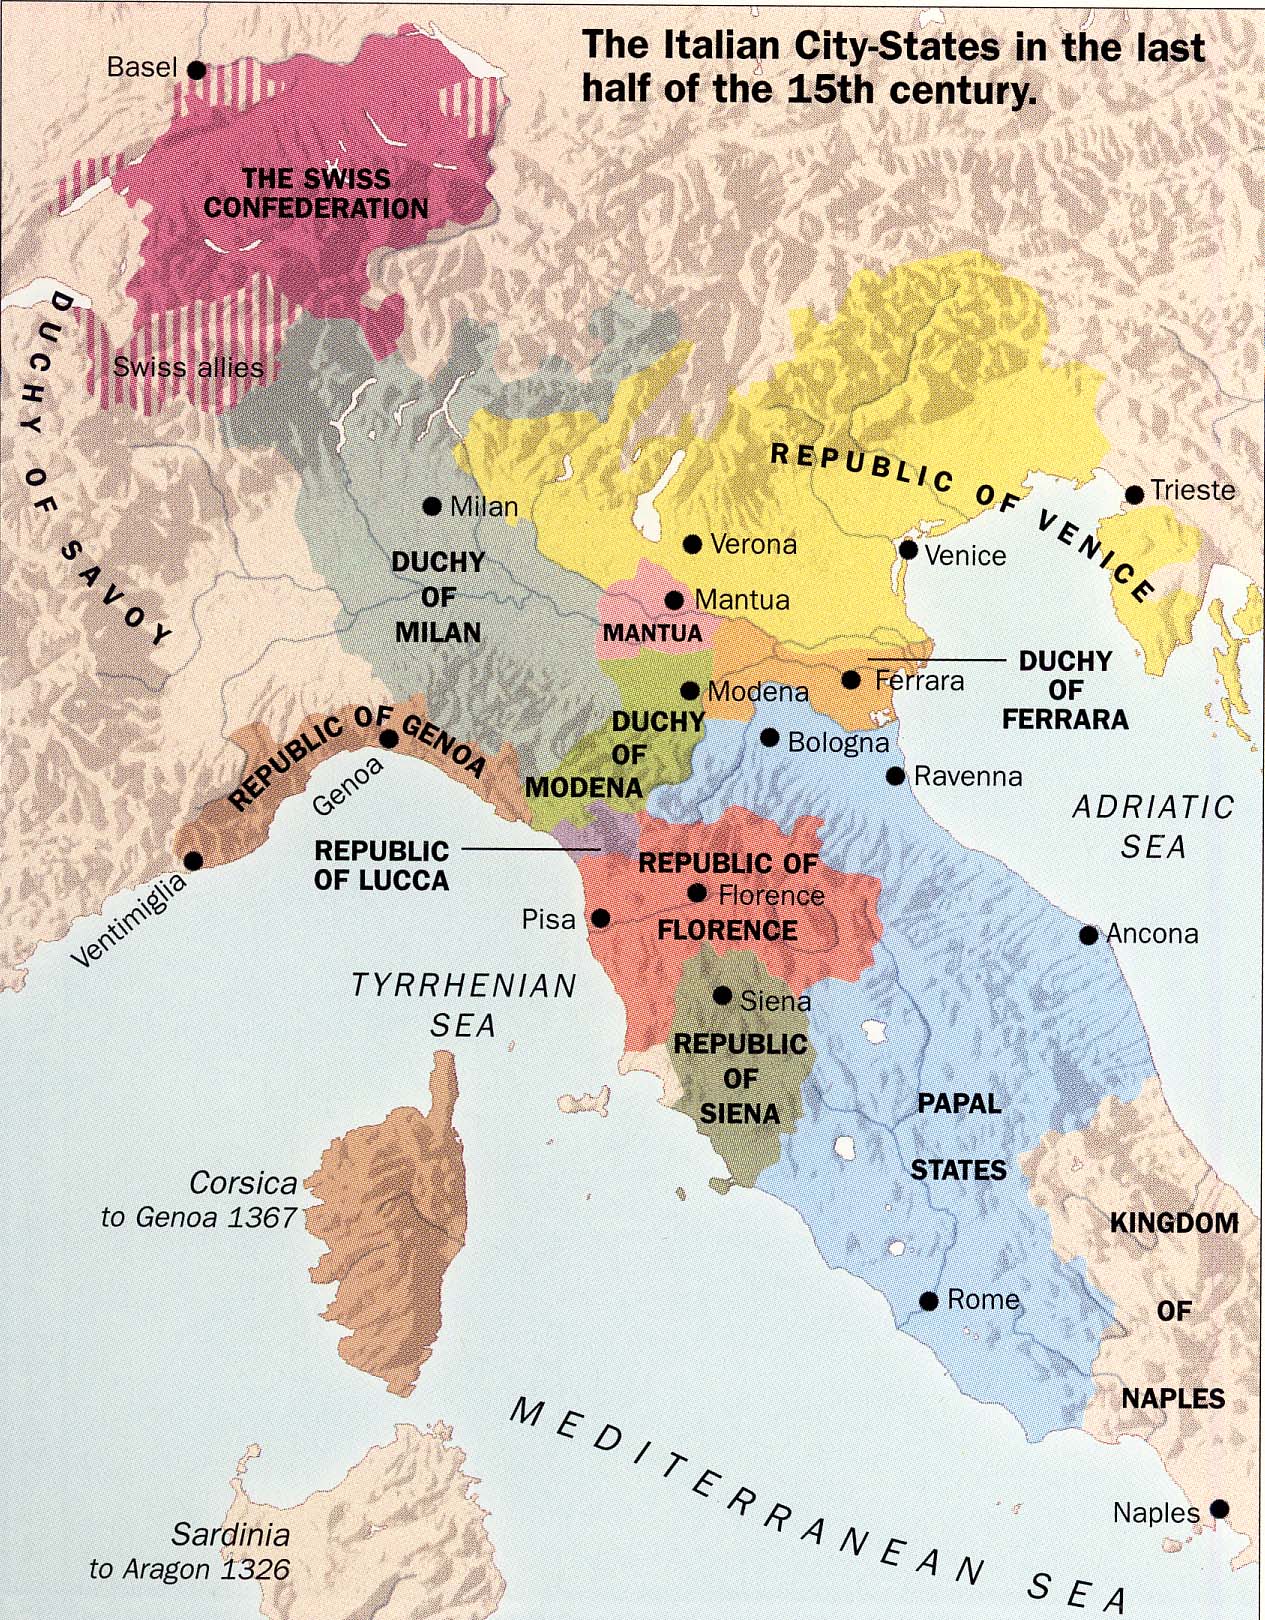 The Italian City-States in the last
half of the 15th century.
Basel
THE SWISS
CONFEDERATION
DUCHY OF SAVOY
Swiss allies
Milan
DUCHY
OF
MILAN
REPUBLIC OF VENICE
Trieste
Verona
Venice
Mantua
MANTUA
DUCHY
OF
FERRARA
Ferrara
Modena
DUCHY
OF
MODENA
REPUBLIC OF GENOA
Genoa
Bologna
Ravenna
ADRIATIC
SEA
REPUBLIC
OF LUCCA
REPUBLIC OF
Florence
FLORENCE
Pisa
Ventimiglia
Ancona
TYRRHENIAN
SEA
Siena
REPUBLIC
OF
SIENA
PAPAL
STATES
Corsica
to Genoa 1367
KINGDOM
OF
NAPLES
Rome
MEDITERRANEAN SEA
Naples
Sardinia
to Aragon 1326